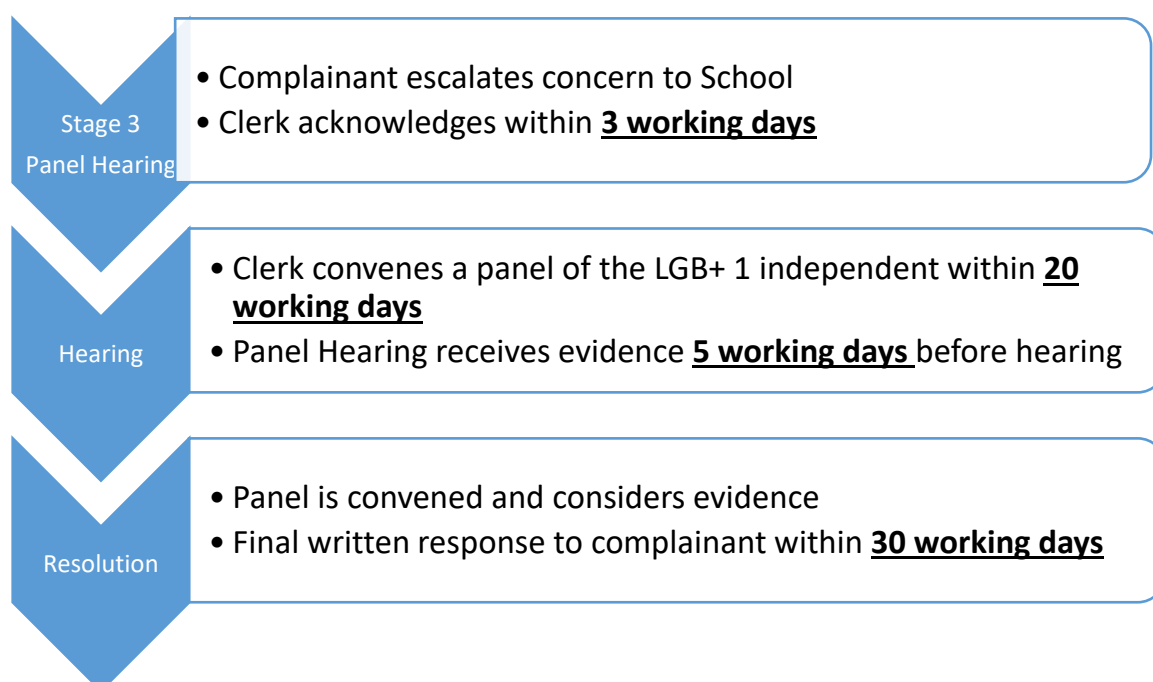 Stage 3
Panel Hearing
• Complainant escalates concern to School
• Clerk acknowledges within 3 working days
Hearing
• Clerk convenes a panel of the LGB+ 1 independent within 20
working days
• Panel Hearing receives evidence 5 working days before hearing
Resolution
• Panel is convened and considers evidence
• Final written response to complainant within 30 working days